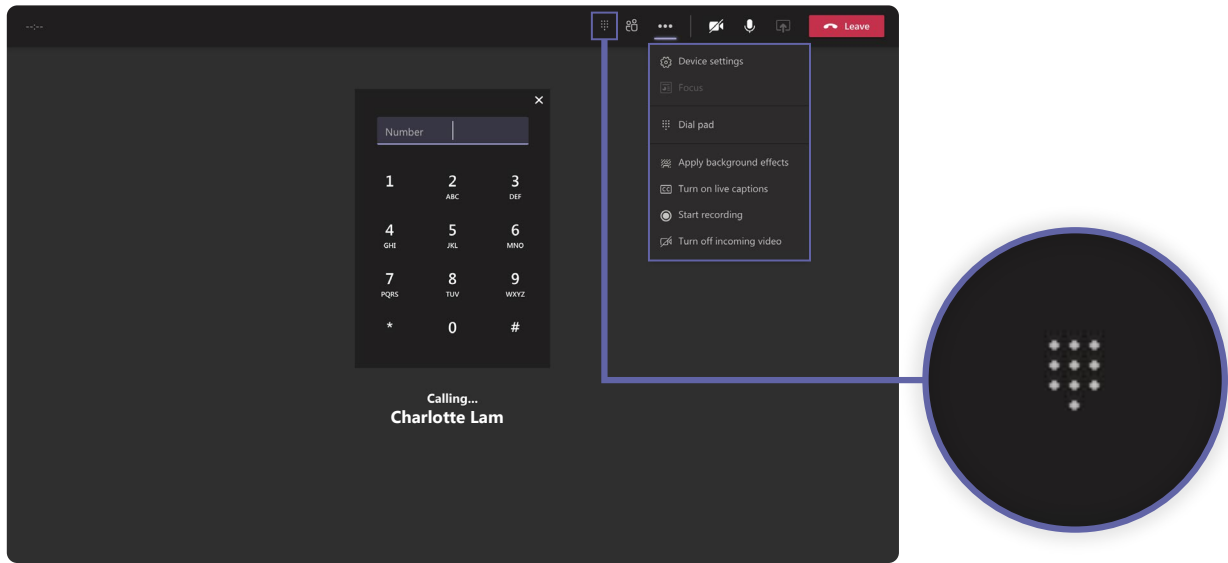 --:--
Leave
Device settings
Focus
Dial pad
Apply background effects
CC Turn on live captions
Start recording
Turn off incoming video
Number
1 2 3
ABC DEF
4 5 6
GHI JKL MNO
7 8 9
PQRS TUV WXYZ
* 0 #
Calling...
Charlotte Lam